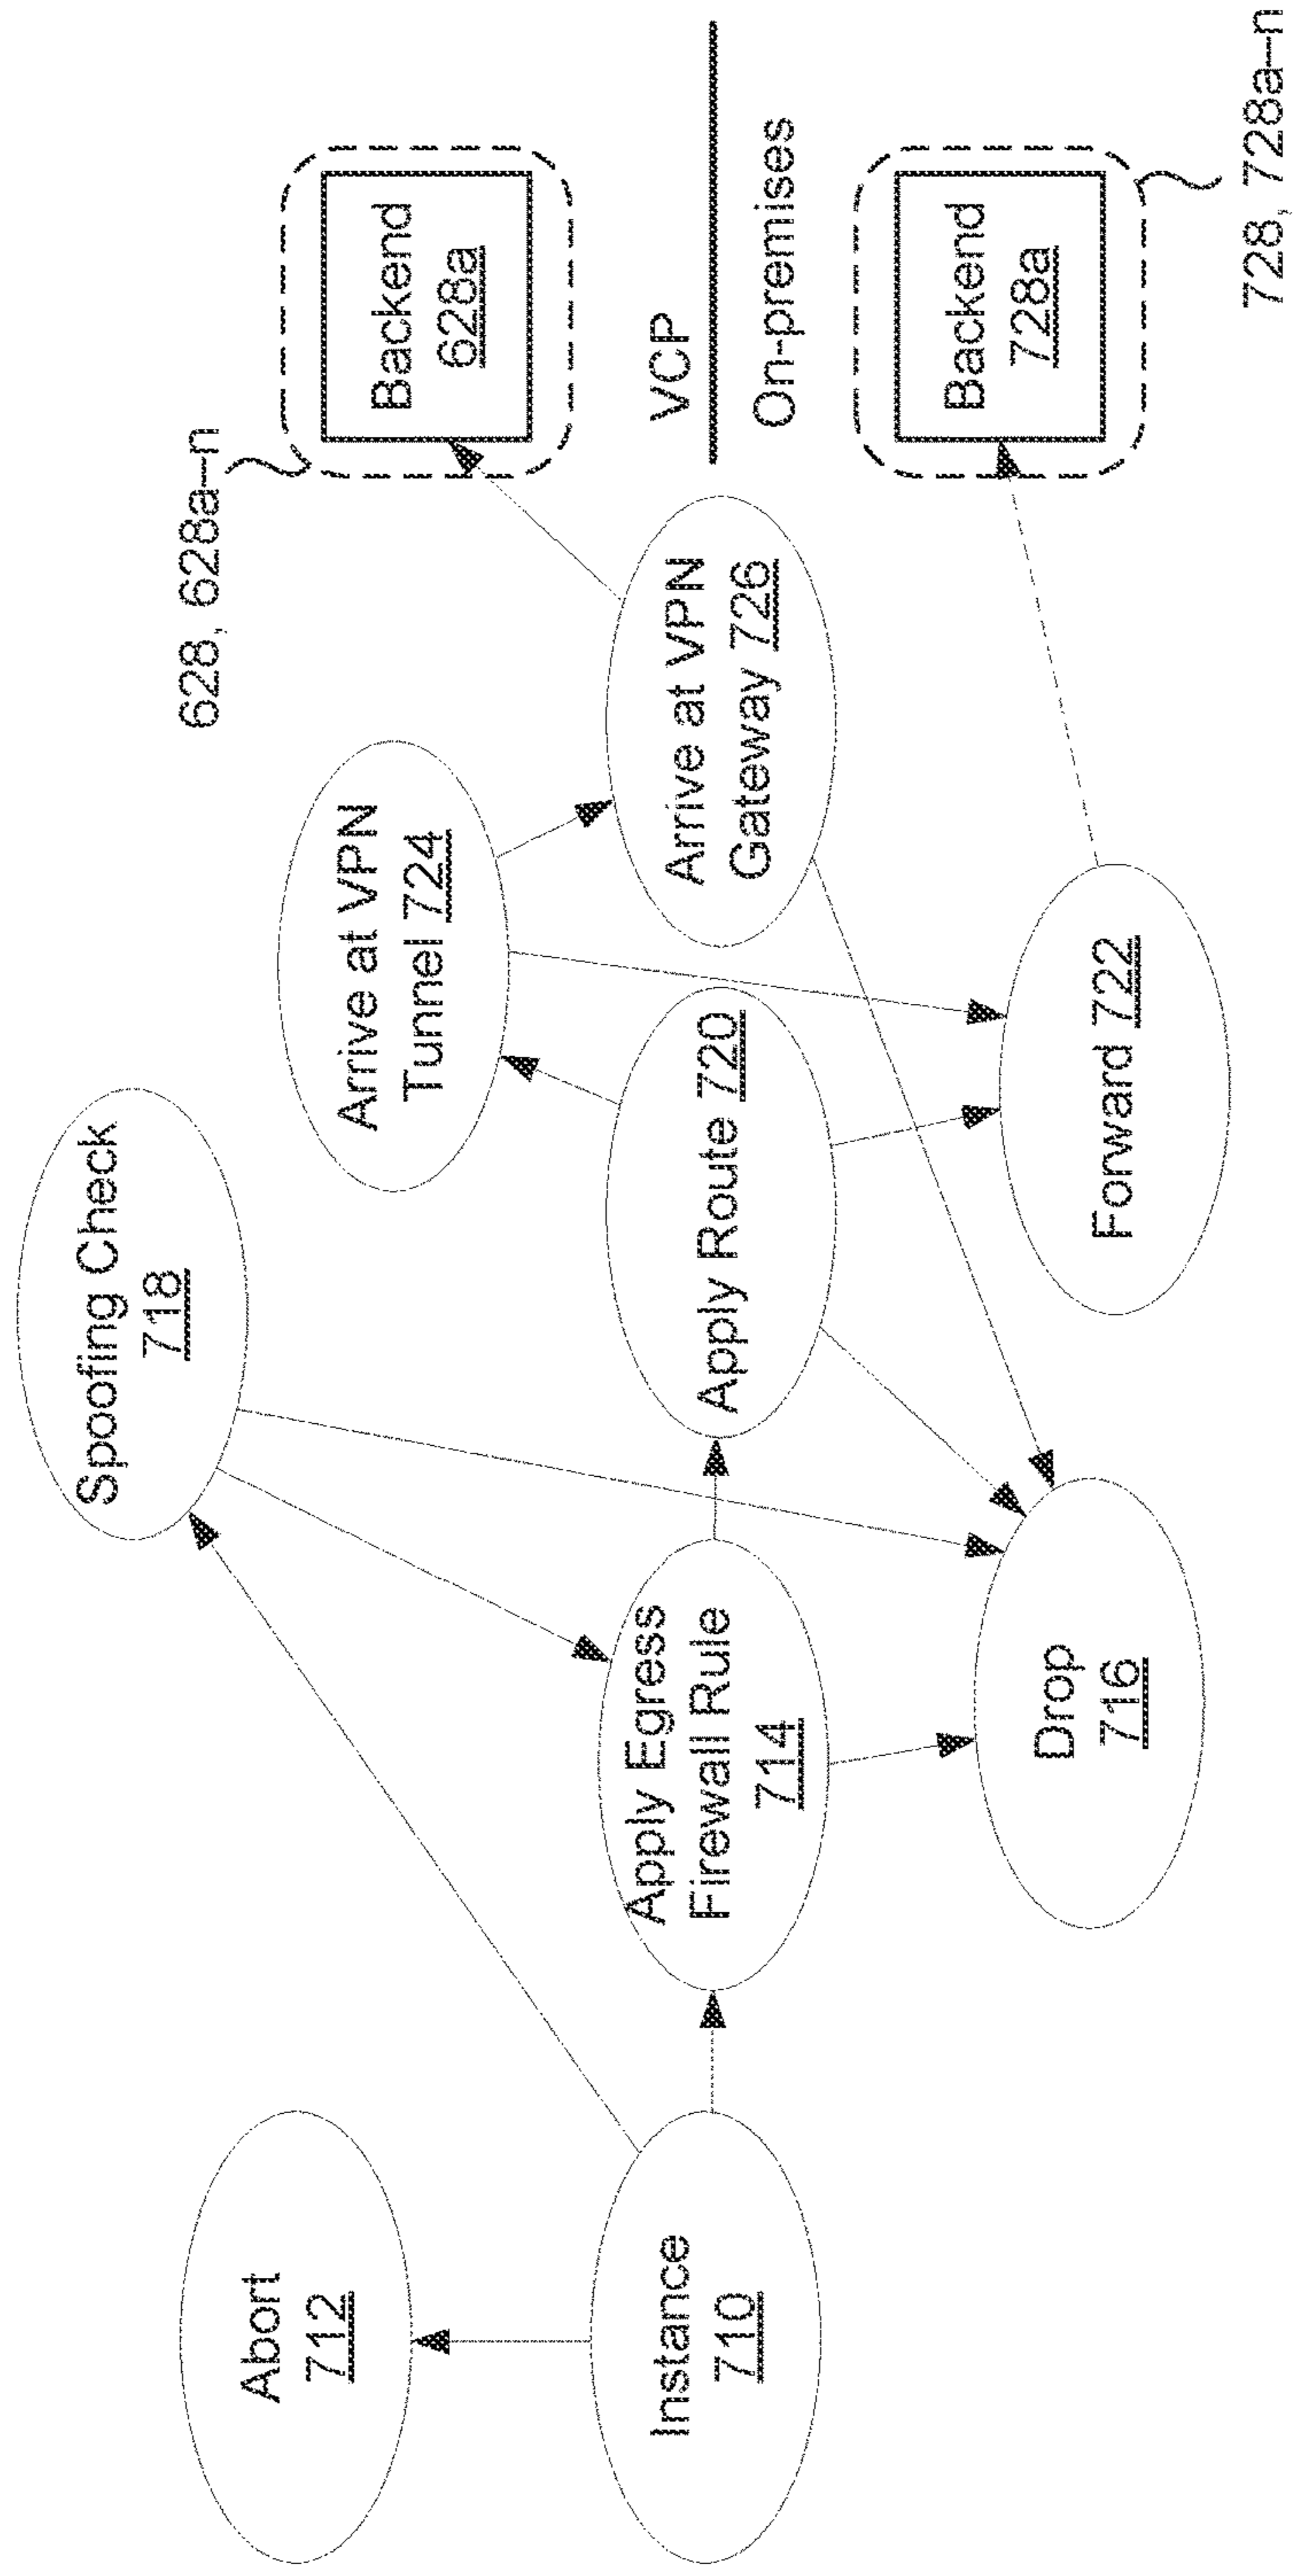 Abort
712
Instance
710
Spoofing Check
718
Apply Egress
Firewall Rule
714
Drop
716
Apply Route 720
Arrive at VPN
Tunnel 724
Forward 722
Arrive at VPN
Gateway 726
628, 628a–n
Backend
628a
VCP
On-premises
Backend
728a
728, 728a–n